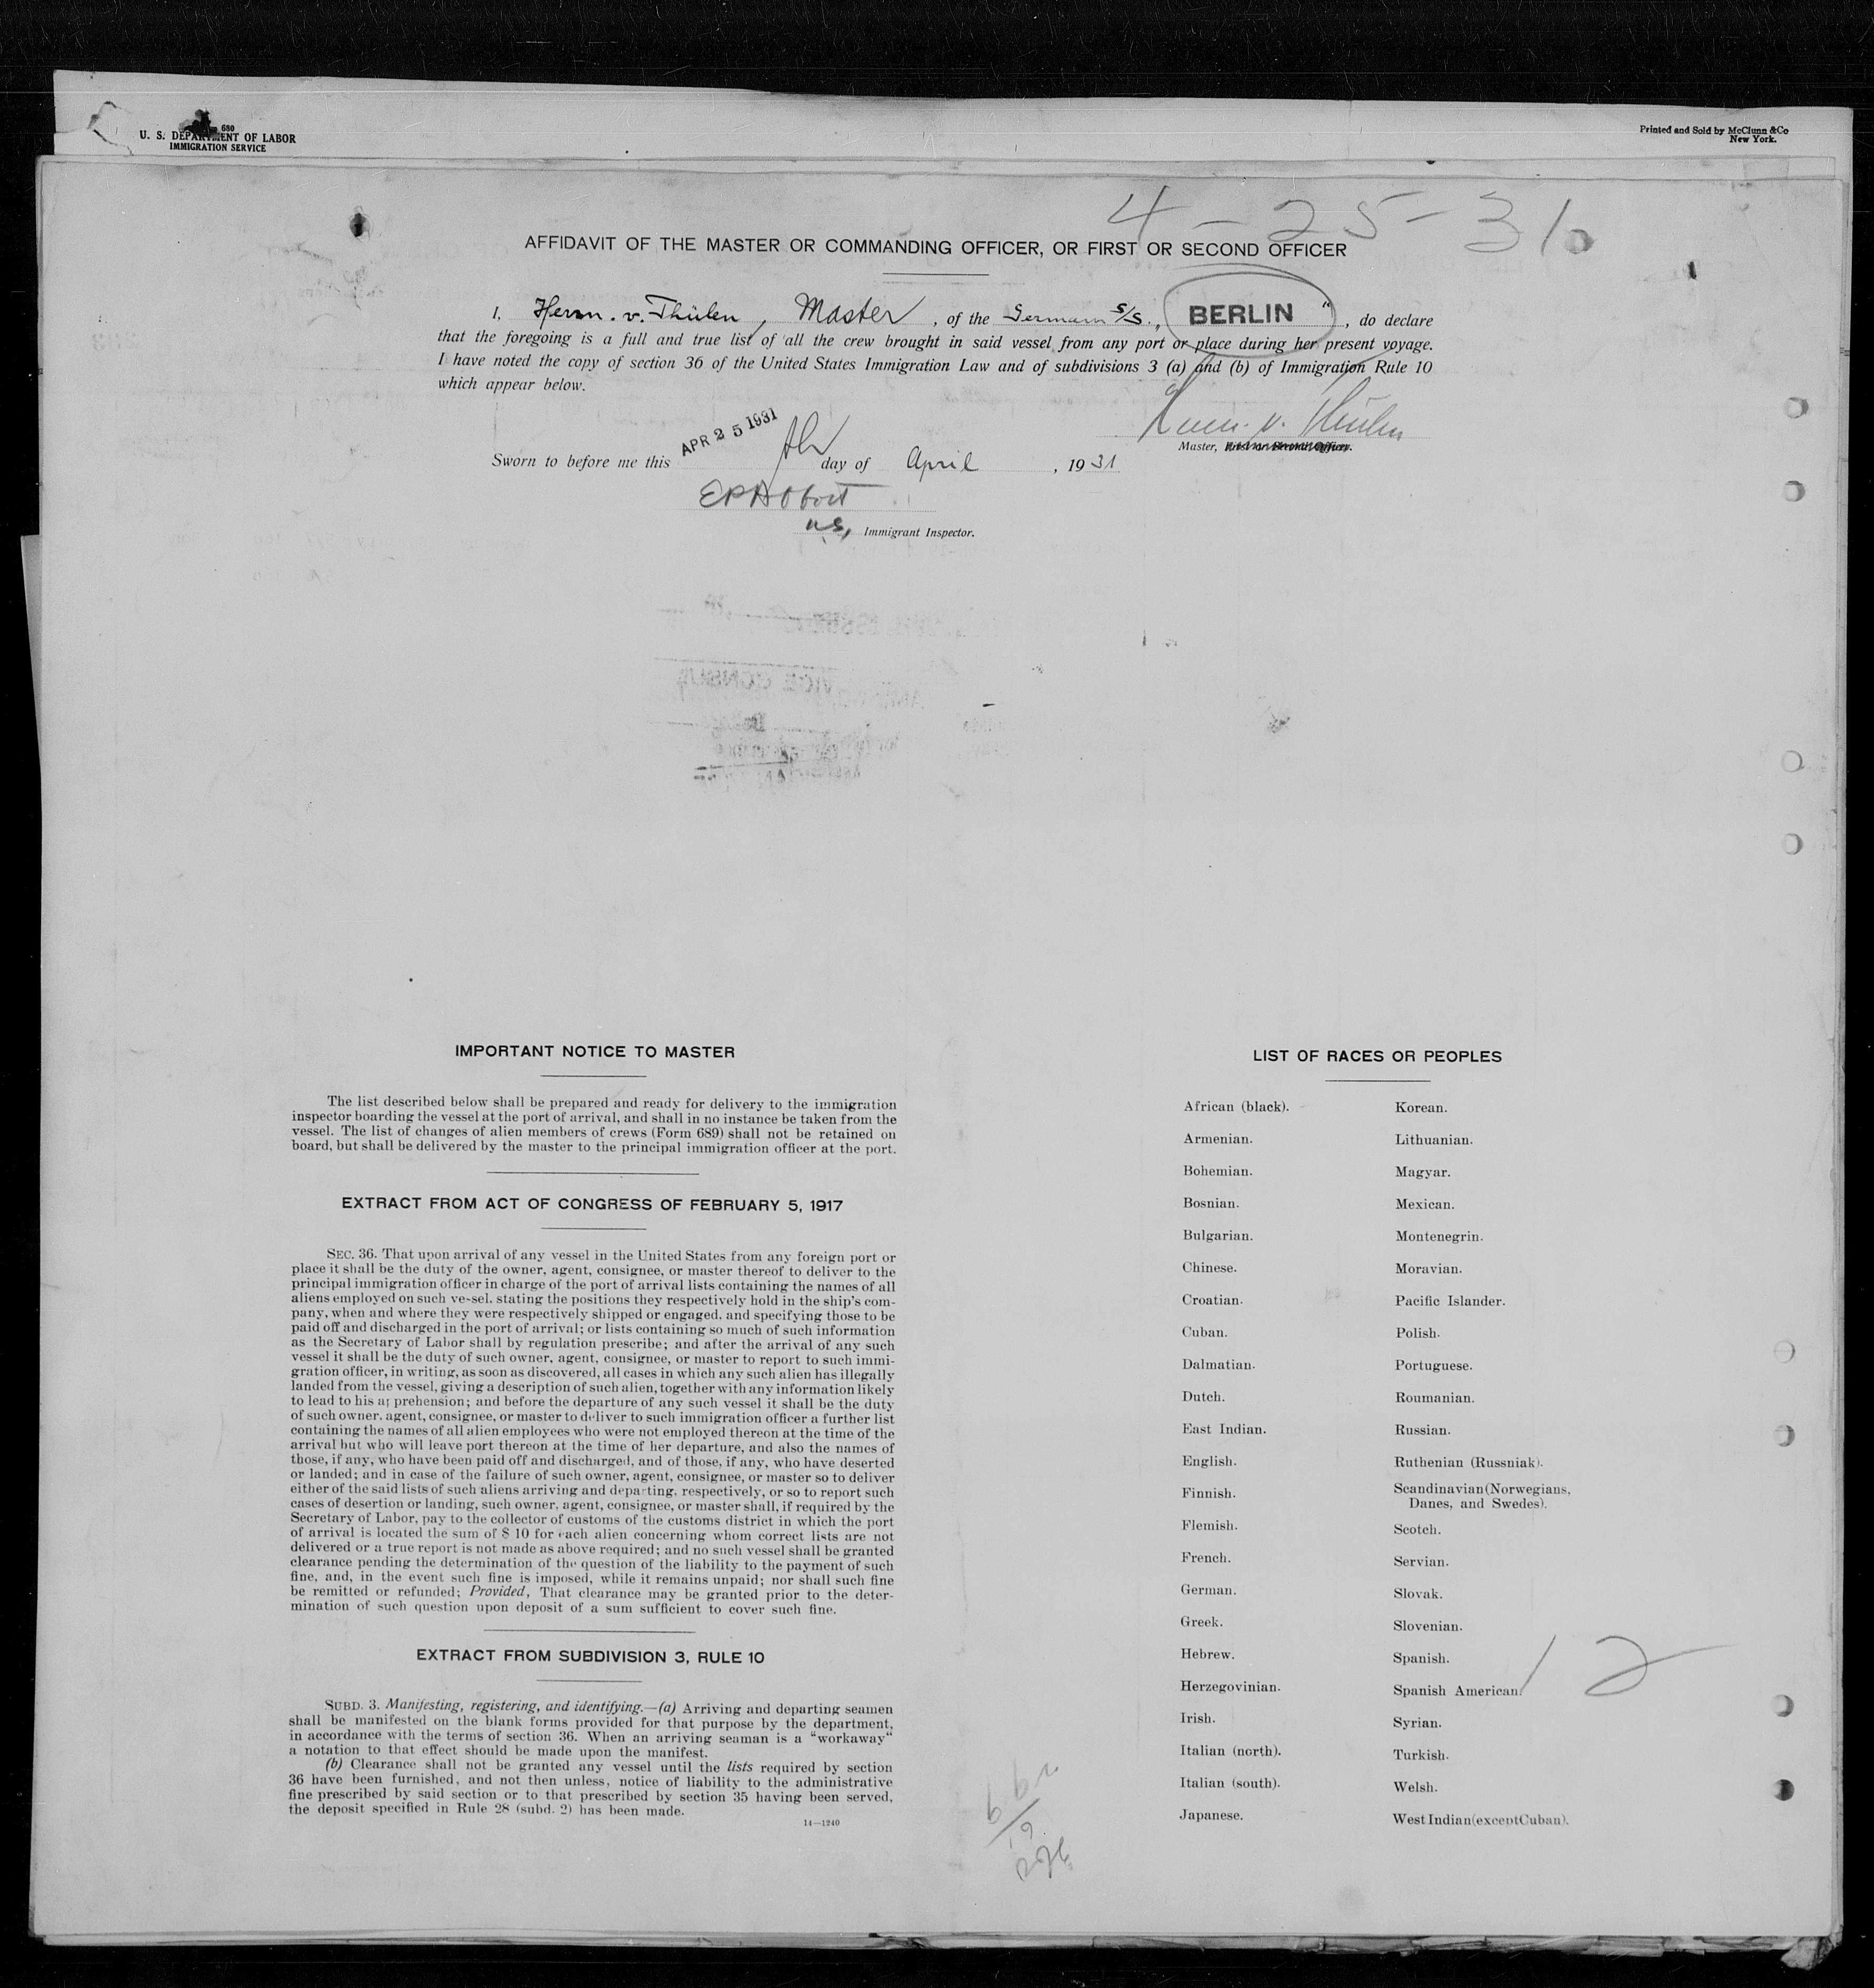 680
U. S. DEPARTMENT OF LABOR
IMMIGRATION SERVICE
Printed and Sold by McClunn & Co
New York.
4-25-31
AFFIDAVIT OF THE MASTER OR COMMANDING OFFICER, OR FIRST OR SECOND OFFICER
I, Herm. v. Thülen, Master, of the German S/S. „BERLIN“, do declare
that the foregoing is a full and true list of all the crew brought in said vessel from any port or place during her present voyage.
I have noted the copy of section 36 of the United States Immigration Law and of subdivisions 3 (a) and (b) of Immigration Rule 10
which appear below.
Herm. v. Thülen
Master, First or Second Officer.
APR 25 1931
Sworn to before me this day of April, 1931
US, Immigrant Inspector.
IMPORTANT NOTICE TO MASTER
The list described below shall be prepared and ready for delivery to the immigration
inspector boarding the vessel at the port of arrival, and shall in no instance be taken from the
vessel. The list of changes of alien members of crews (Form 689) shall not be retained on
board, but shall be delivered by the master to the principal immigration officer at the port.
EXTRACT FROM ACT OF CONGRESS OF FEBRUARY 5, 1917
SEC. 36. That upon arrival of any vessel in the United States from any foreign port or
place it shall be the duty of the owner, agent, consignee, or master thereof to deliver to the
principal immigration officer in charge of the port of arrival lists containing the names of all
aliens employed on such vessel, stating the positions they respectively hold in the ship's com-
pany, when and where they were respectively shipped or engaged, and specifying those to be
paid off and discharged in the port of arrival; or lists containing so much of such information
as the Secretary of Labor shall by regulation prescribe; and after the arrival of any such
vessel it shall be the duty of such owner, agent, consignee, or master to report to such immi-
gration officer, in writing, as soon as discovered, all cases in which any such alien has illegally
landed from the vessel, giving a description of such alien, together with any information likely
to lead to his apprehension; and before the departure of any such vessel it shall be the duty
of such owner, agent, consignee, or master to deliver to such immigration officer a further list
containing the names of all alien employees who were not employed thereon at the time of the
arrival but who will leave port thereon at the time of her departure, and also the names of
those, if any, who have been paid off and discharged, and of those, if any, who have deserted
or landed; and in case of the failure of such owner, agent, consignee, or master so to deliver
either of the said lists of such aliens arriving and departing, respectively, or so to report such
cases of desertion or landing, such owner, agent, consignee, or master shall, if required by the
Secretary of Labor, pay to the collector of customs of the customs district in which the port
of arrival is located the sum of $ 10 for each alien concerning whom correct lists are not
delivered or a true report is not made as above required; and no such vessel shall be granted
clearance pending the determination of the question of the liability to the payment of such
fine, and, in the event such fine is imposed, while it remains unpaid; nor shall such fine
be remitted or refunded: Provided, That clearance may be granted prior to the deter-
mination of such question upon deposit of a sum sufficient to cover such fine.
EXTRACT FROM SUBDIVISION 3, RULE 10
SUBD. 3. Manifesting, registering, and identifying.—(a) Arriving and departing seamen
shall be manifested on the blank forms provided for that purpose by the department,
in accordance with the terms of section 36. When an arriving seaman is a “workaway“
a notation to that effect should be made upon the manifest.
(b) Clearance shall not be granted any vessel until the lists required by section
36 have been furnished, and not then unless, notice of liability to the administrative
fine prescribed by said section or to that prescribed by section 35 having been served,
the deposit specified in Rule 28 (subd. 2) has been made.
14—1240
LIST OF RACES OR PEOPLES
African (black).
Armenian.
Bohemian.
Bosnian.
Bulgarian.
Chinese.
Croatian.
Cuban.
Dalmatian.
Dutch.
East Indian.
English.
Finnish.
Flemish.
French.
German.
Greek.
Hebrew.
Herzegovinian.
Irish.
Italian (north).
Italian (south).
Japanese.
Korean.
Lithuanian.
Magyar.
Mexican.
Montenegrin.
Moravian.
Pacific Islander.
Polish.
Portuguese.
Roumanian.
Russian.
Ruthenian (Russniak).
Scandinavian (Norwegians,
Danes, and Swedes).
Scotch.
Servian.
Slovak.
Slovenian.
Spanish.
Spanish American.
Syrian.
Turkish.
Welsh.
West Indian (except Cuban).
12